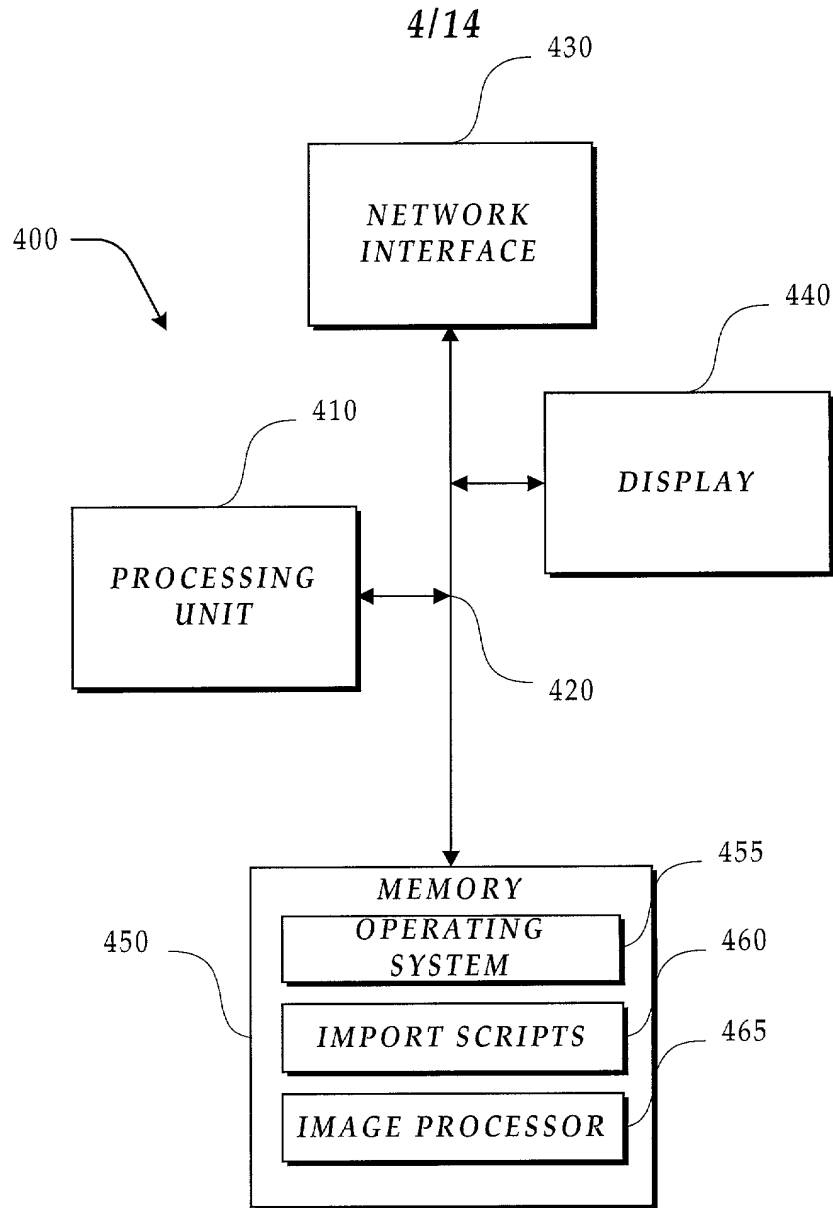 4/14
430
NETWORK
INTERFACE
400
440
DISPLAY
410
PROCESSING
UNIT
420
MEMORY
455
OPERATING
SYSTEM
450
460
IMPORT SCRIPTS
465
IMAGE PROCESSOR